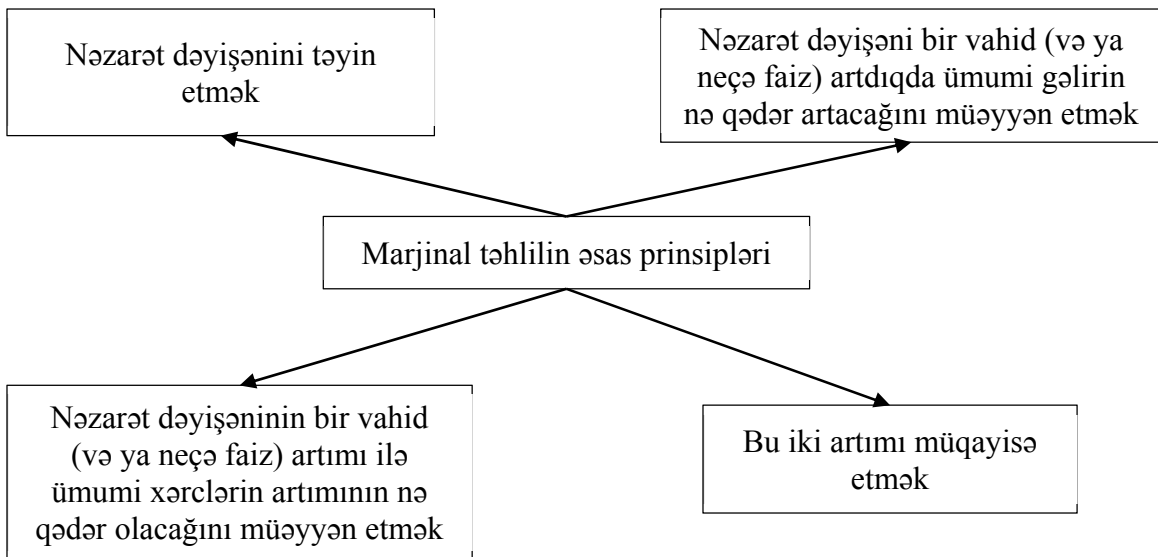 Nəzarət dəyişənini təyin
etmək
Nəzarət dəyişəni bir vahid (və ya
neçə faiz) artdıqda ümumi gəlirin
nə qədər artacağını müəyyən etmək
Marjinal təhlilin əsas prinsipləri
Nəzarət dəyişəninin bir vahid
(və ya neçə faiz) artımı ilə
ümumi xərclərin artımının nə
qədər olacağını müəyyən etmək
Bu iki artımı müqayisə
etmək